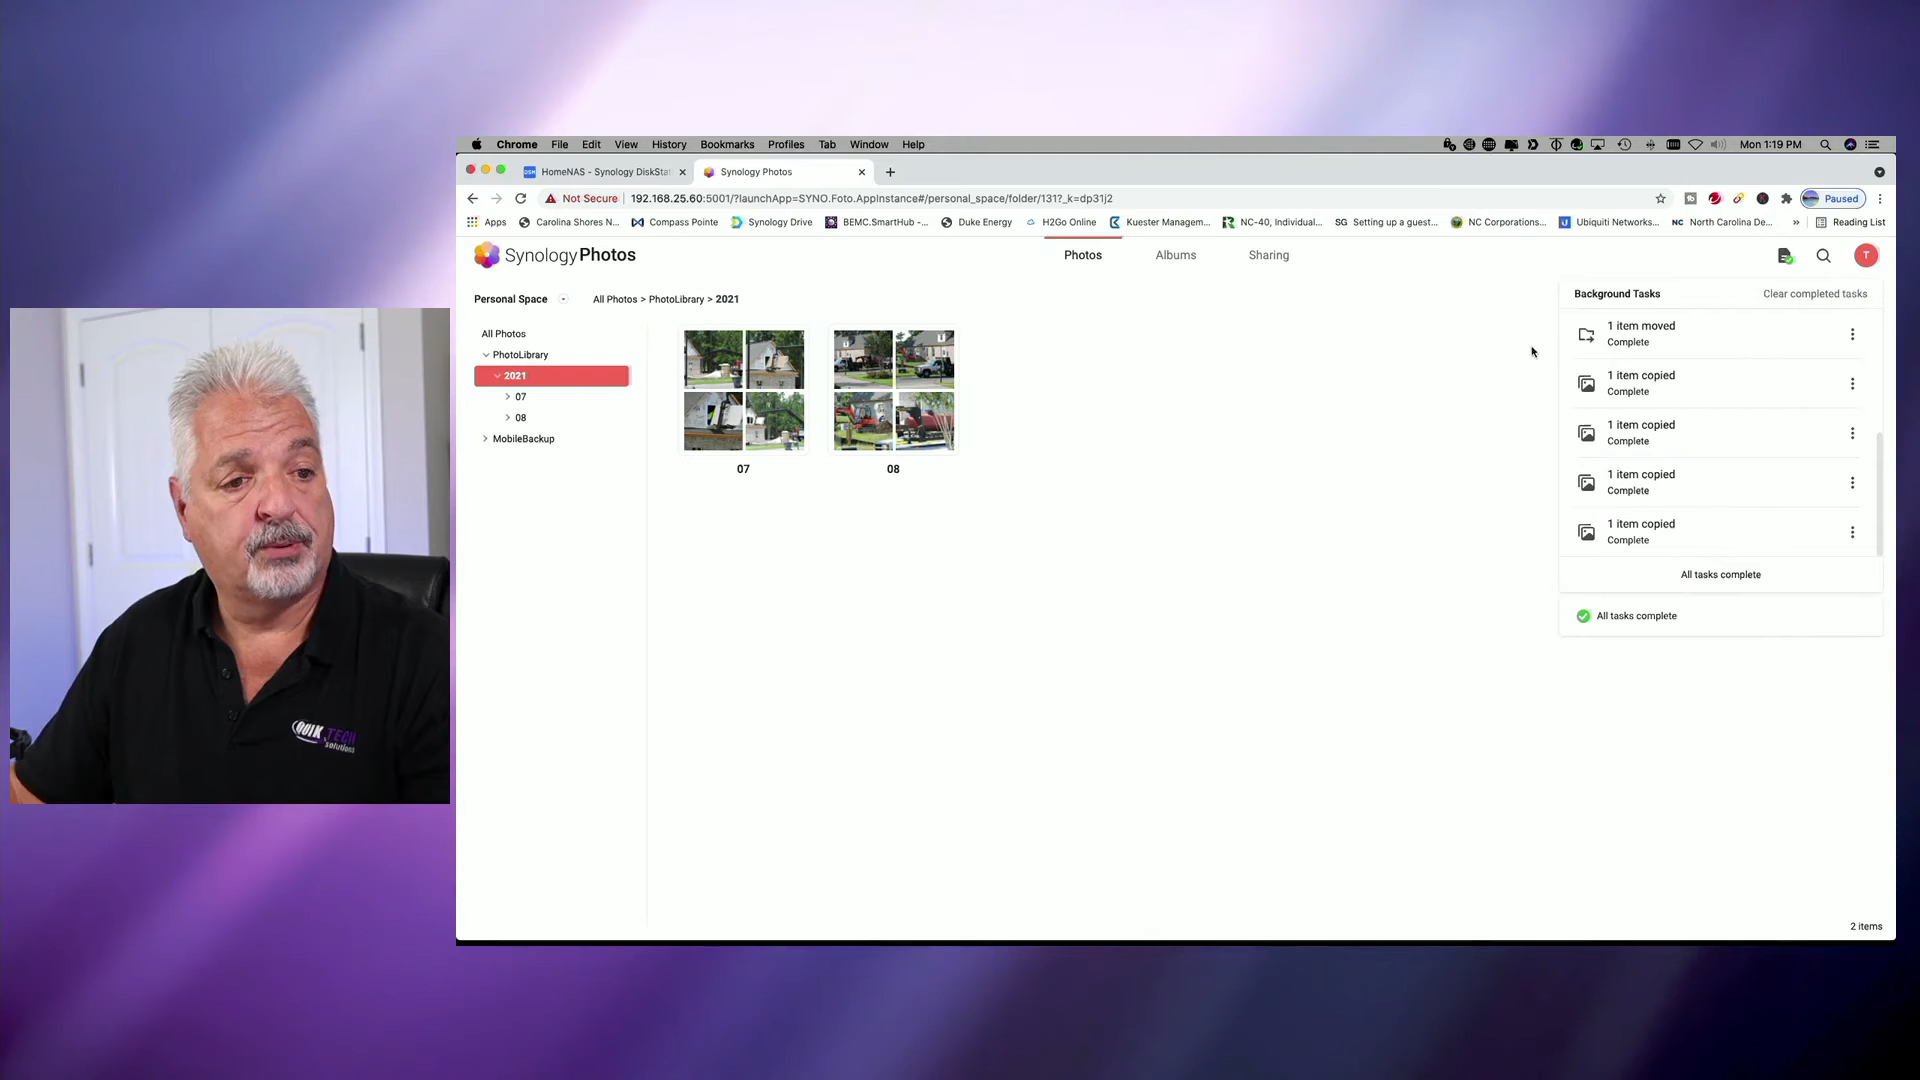 Chrome File Edit View History Bookmarks Profiles Tab Window Help Mon 1:19 PM
HomeNAS - Synology DiskStat Synology Photos
Not Secure 192.168.25.60:5001/?launchApp=SYNO.Foto.AppInstance#/personal_space/folder/131?_k=dp31j2 Paused
Apps Carolina Shores N... Compass Pointe Synology Drive BEMC.SmartHub -... Duke Energy H2Go Online Kuester Managem... NC-40, Individual... SG Setting up a guest... NC Corporations... Ubiquiti Networks... NC North Carolina De... » Reading List
Synology Photos Photos Albums Sharing T
Personal Space All Photos > PhotoLibrary > 2021
All Photos
PhotoLibrary
2021
07
08
MobileBackup
07 08
Background Tasks Clear completed tasks
1 item moved
Complete
1 item copied
Complete
1 item copied
Complete
1 item copied
Complete
1 item copied
Complete
All tasks complete
All tasks complete
2 items
QUIK TECH
solutions